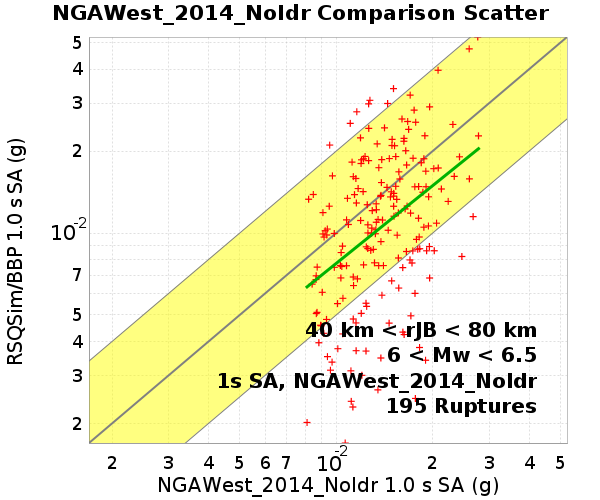 NGAWest_2014_NoIdr Comparison Scatter
RSQSim/BBP 1.0 s SA (g)
5
4
3
2
10-2
7
5
4
3
2
40 km < rJB < 80 km
6 < Mw < 6.5
1s SA, NGAWest_2014_NoIdr
195 Ruptures
2 3 4 5 6 7 10-2 2 3 4 5
NGAWest_2014_NoIdr 1.0 s SA (g)